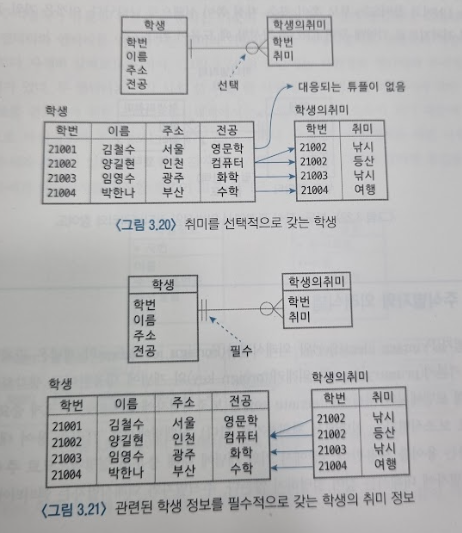 학생
학번
이름
주소
전공
학생의취미
학번
취미
선택
대응되는 튜플이 없음
학생
학번 이름 주소 전공
21001 김철수 서울 영문학
21002 양길현 인천 컴퓨터
21003 임영수 광주 화학
21004 박한나 부산 수학
학생의취미
학번 취미
21002 낚시
21002 등산
21003 낚시
21004 여행
〈그림 3.20〉 취미를 선택적으로 갖는 학생
학생
학번
이름
주소
전공
학생의취미
학번
취미
필수
학생
학번 이름 주소 전공
21001 김철수 서울 영문학
21002 양길현 인천 컴퓨터
21003 임영수 광주 화학
21004 박한나 부산 수학
학생의취미
학번 취미
21002 낚시
21002 등산
21003 낚시
21004 여행
〈그림 3.21〉 관련된 학생 정보를 필수적으로 갖는 학생의 취미 정보